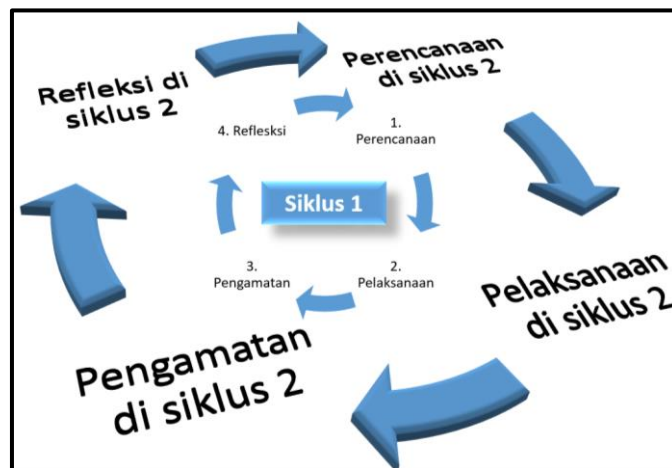 Perencanaan
di siklus 2
Refleksi di
siklus 2
4. Reflesksi
1.
Perencanaan
Siklus 1
3.
Pengamatan
2.
Pelaksanaan
Pelaksanaan
di siklus 2
Pengamatan
di siklus 2